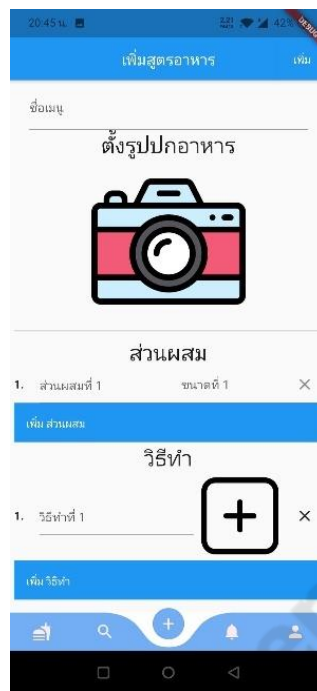 20:45 น.
42%
DEBUG
เพิ่มสูตรอาหาร
เพิ่ม
ชื่อเมนู
ตั้งรูปปกอาหาร
ส่วนผสม
1. ส่วนผสมที่ 1 ขนาดที่ 1
เพิ่ม ส่วนผสม
วิธีทำ
1. วิธีทำที่ 1
เพิ่ม วิธีทำ